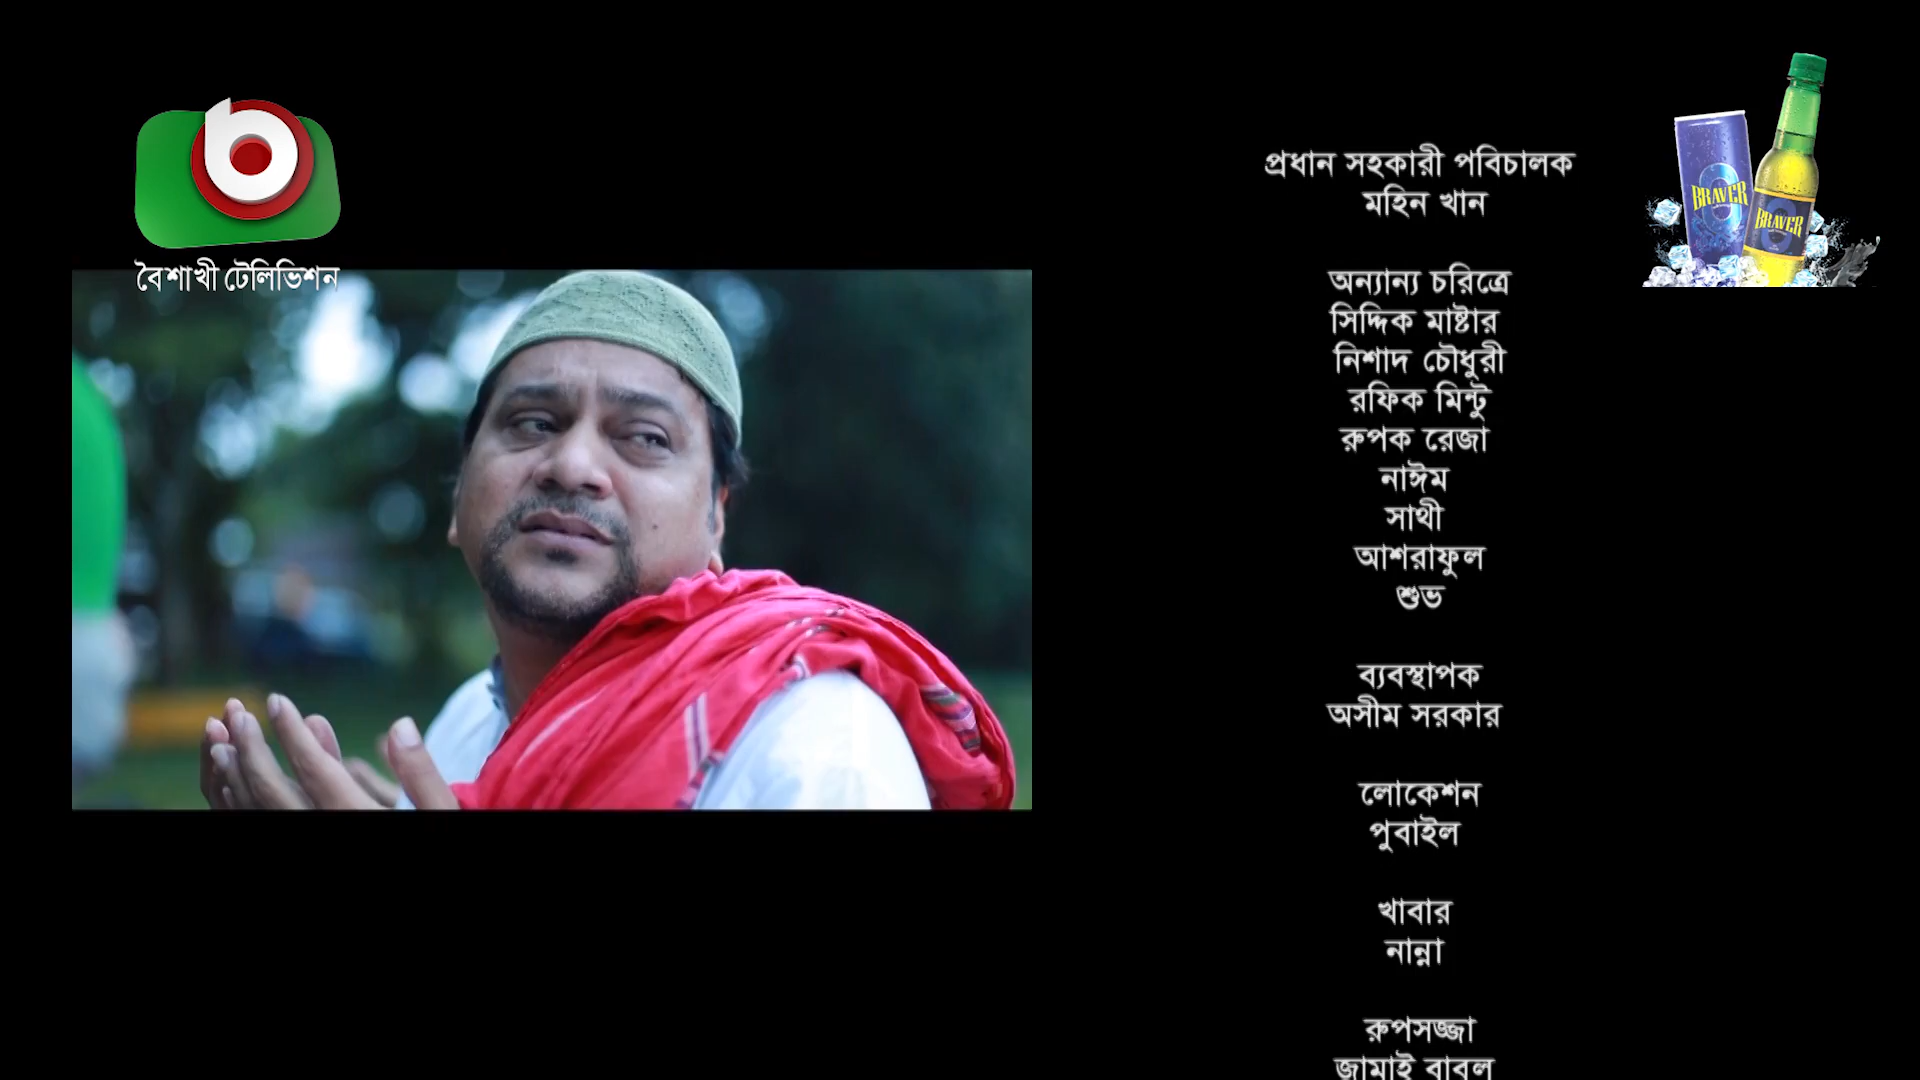 বৈশাখী টেলিভিশন
প্রধান সহকারী পবিচালক
মহিন খান
অন্যান্য চরিত্রে
সিদ্দিক মাষ্টার
নিশাদ চৌধুরী
রফিক মিন্টু
রুপক রেজা
নাঈম
সাথী
আশরাফুল
শুভ
ব্যবস্থাপক
অসীম সরকার
লোকেশন
পুবাইল
খাবার
নান্না
রুপসজ্জা
জামাই বাবুল
BRAVER
BRAVER